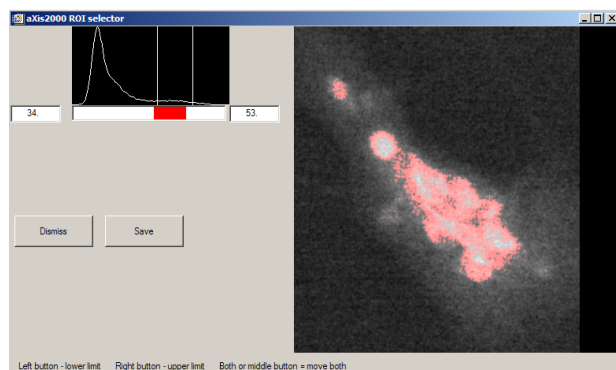 aXis2000 ROI selector
34.
53.
Dismiss Save
Left button - lower limit Right button - upper limit Both or middle button = move both